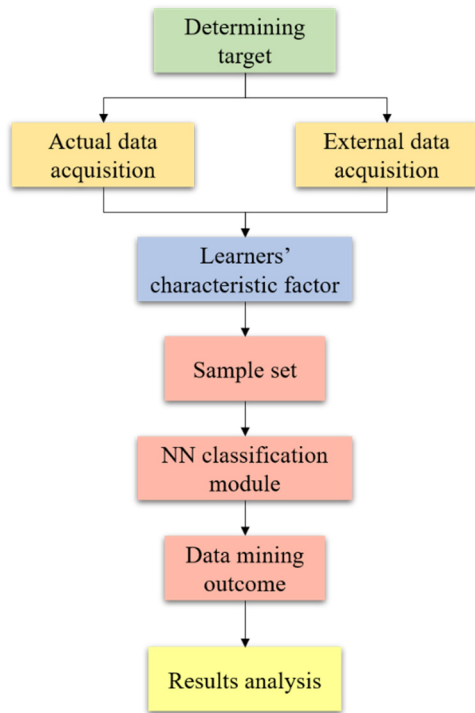 Determining
target
Actual data
acquisition
External data
acquisition
Learners’
characteristic factor
Sample set
NN classification
module
Data mining
outcome
Results analysis